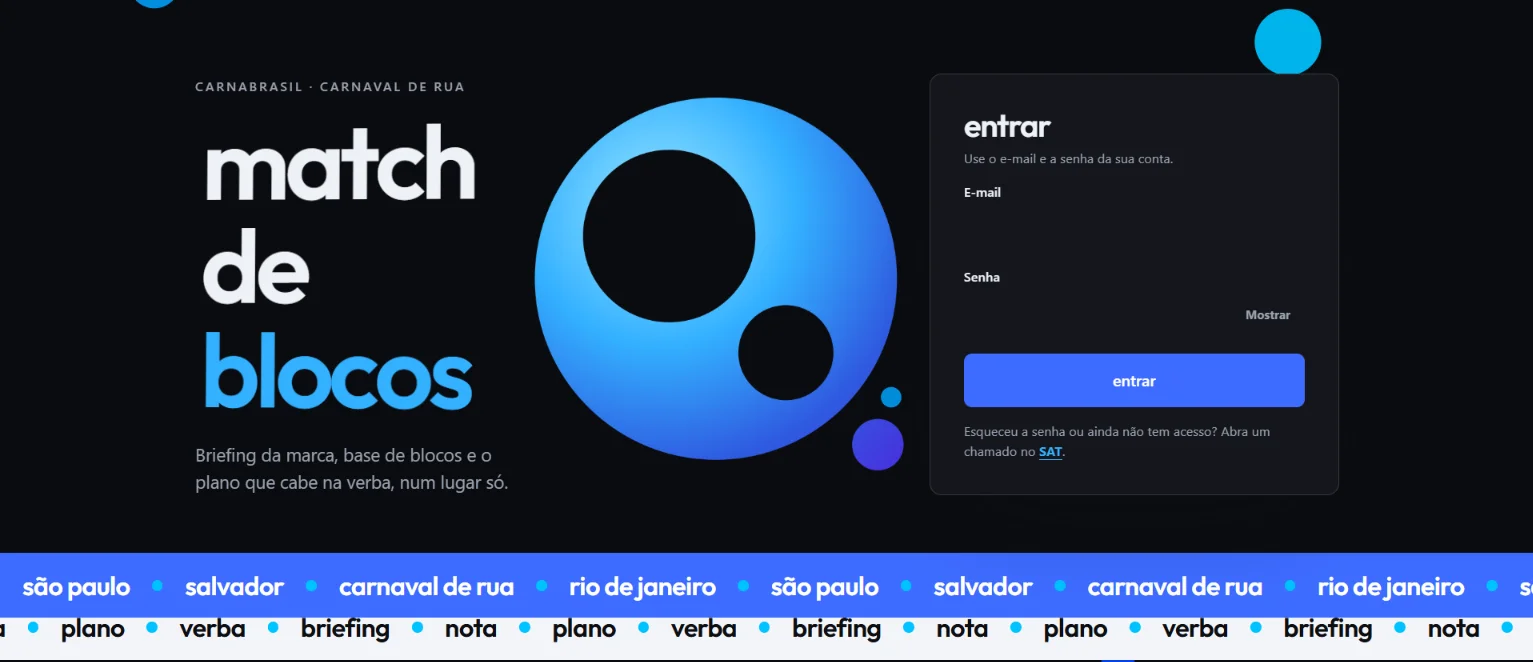 CARNABRASIL · CARNAVAL DE RUA
match
de
blocos
Briefing da marca, base de blocos e o
plano que cabe na verba, num lugar só.
entrar
Use o e-mail e a senha da sua conta.
E-mail
Senha
Mostrar
entrar
Esqueceu a senha ou ainda não tem acesso? Abra um
chamado no SAT.
são paulo • salvador • carnaval de rua • rio de janeiro • são paulo • salvador • carnaval de rua • rio de janeiro •
• plano • verba • briefing • nota • plano • verba • briefing • nota • plano • verba • briefing • nota •